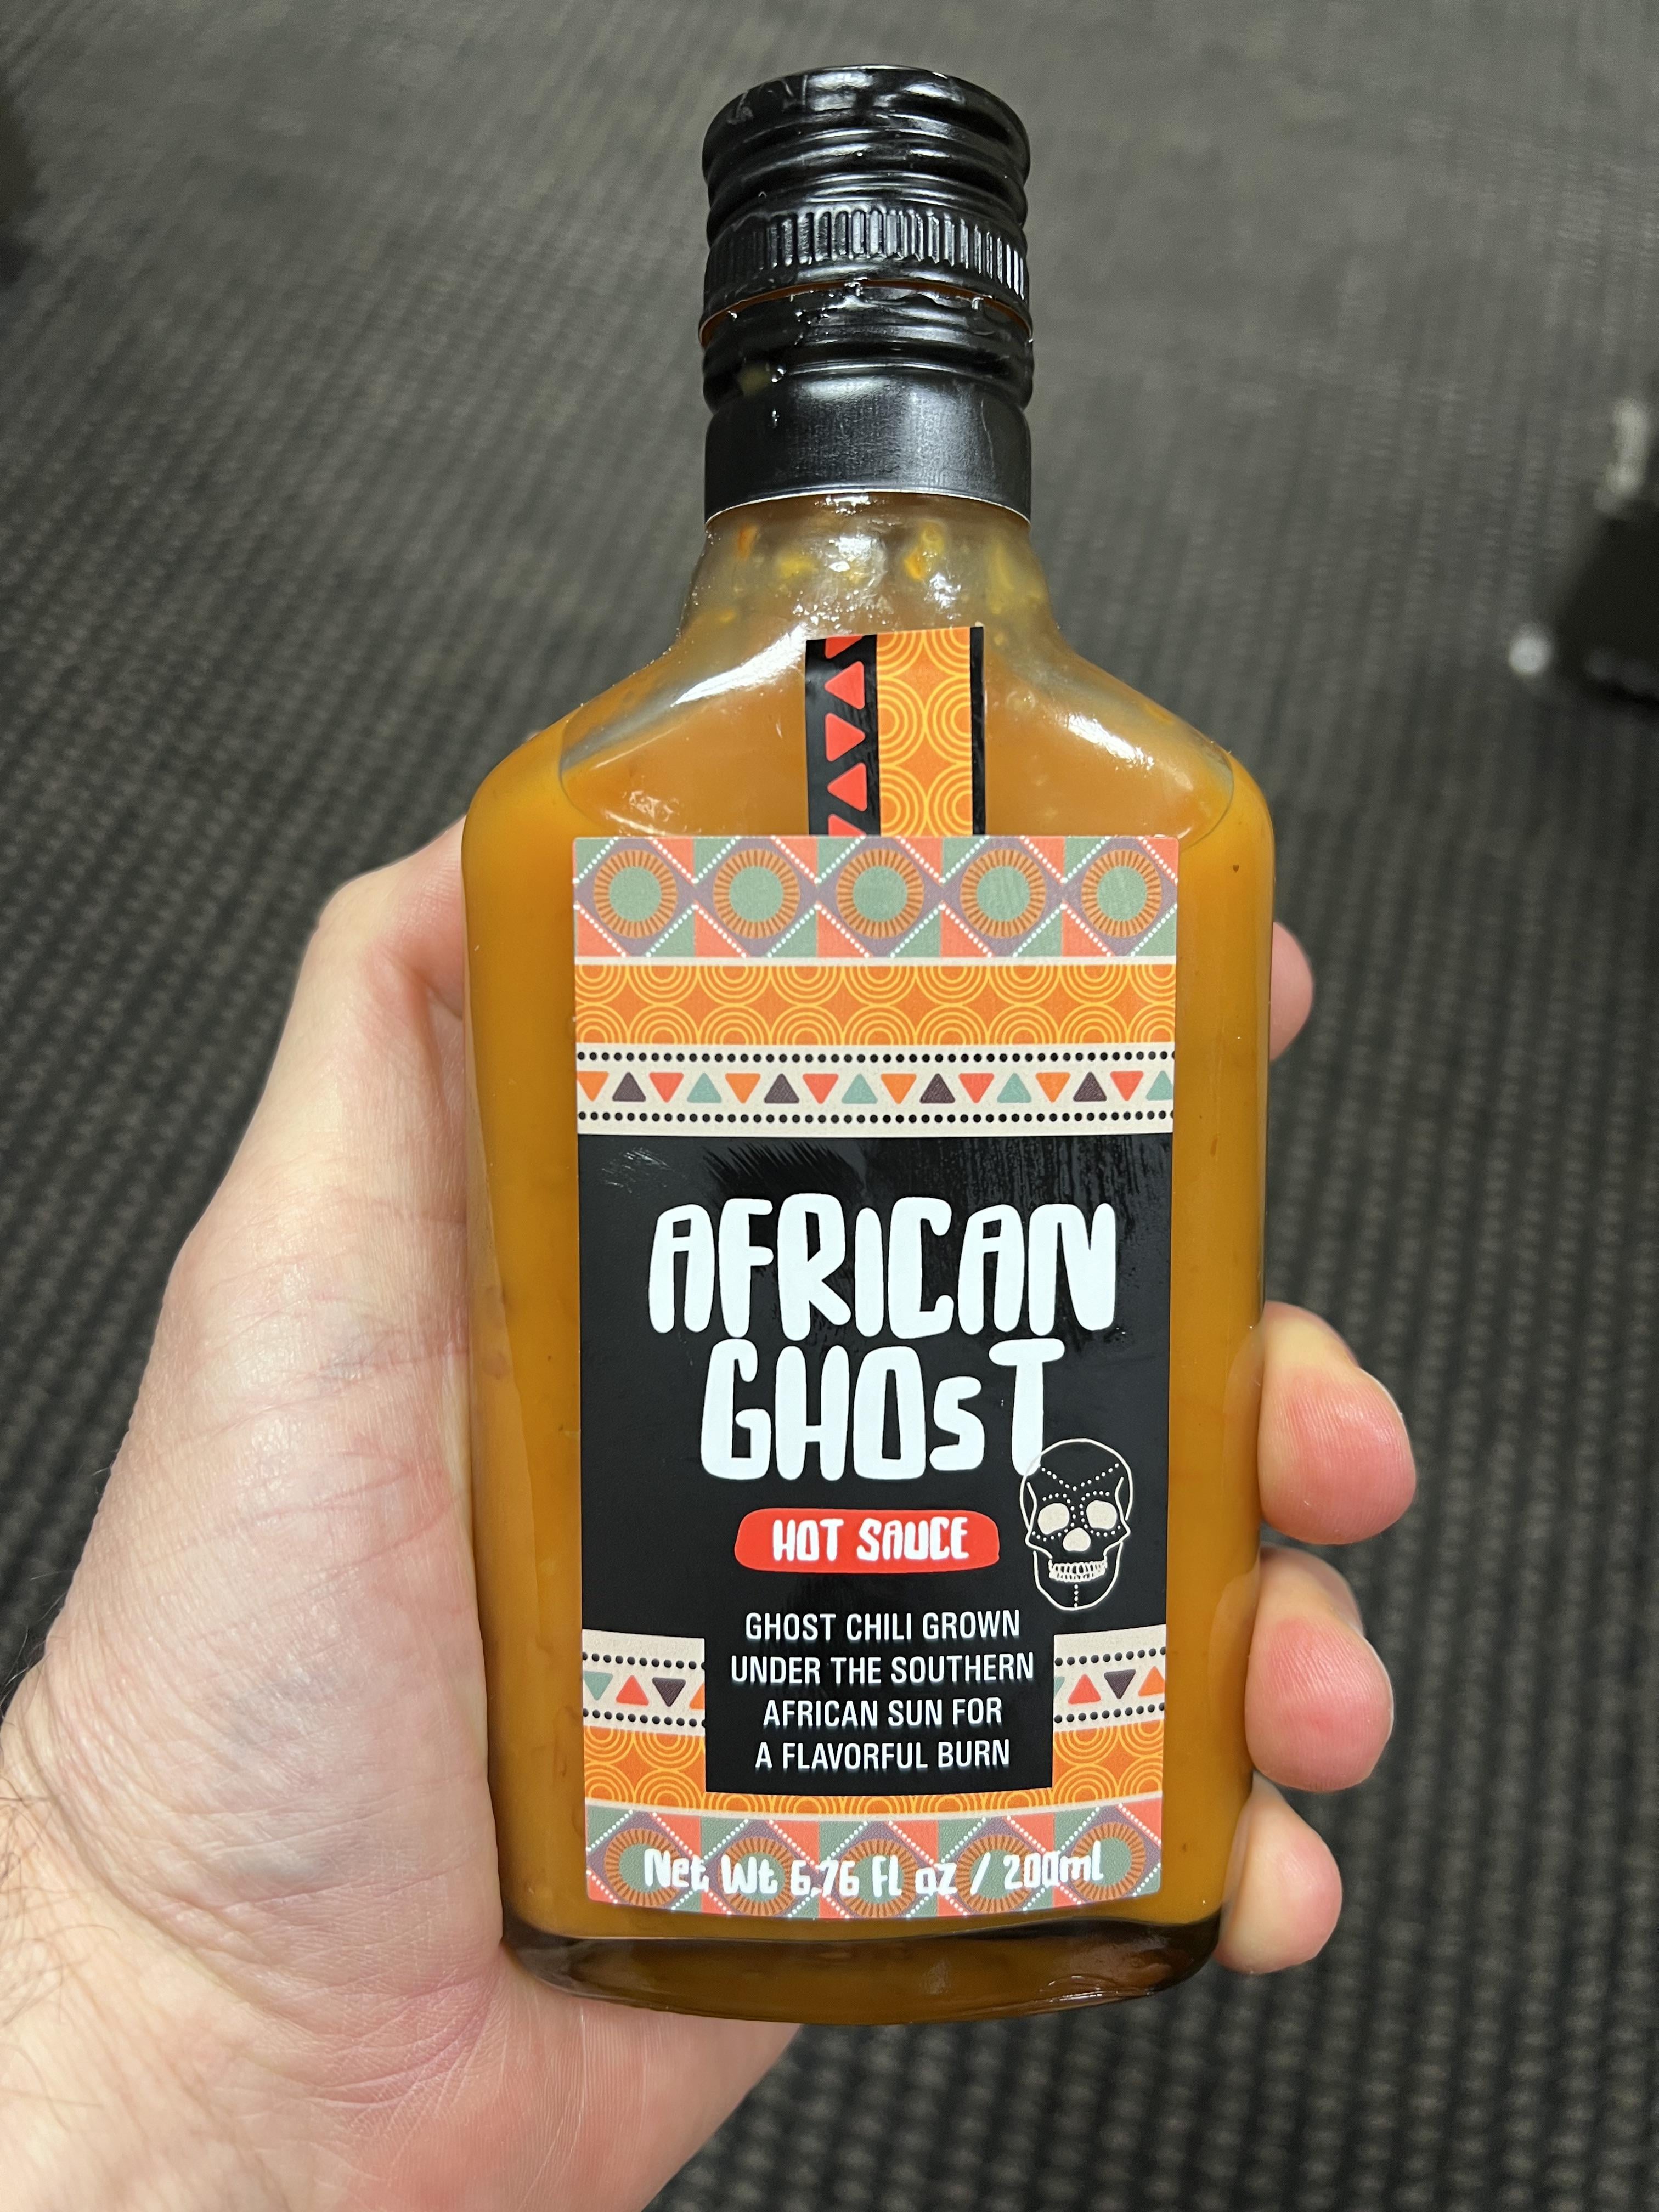 AFRICAN
GHOST
HOT SAUCE
GHOST CHILI GROWN
UNDER THE SOUTHERN
AFRICAN SUN FOR
A FLAVORFUL BURN
Net Wt 6.76 Fl oz / 200ml